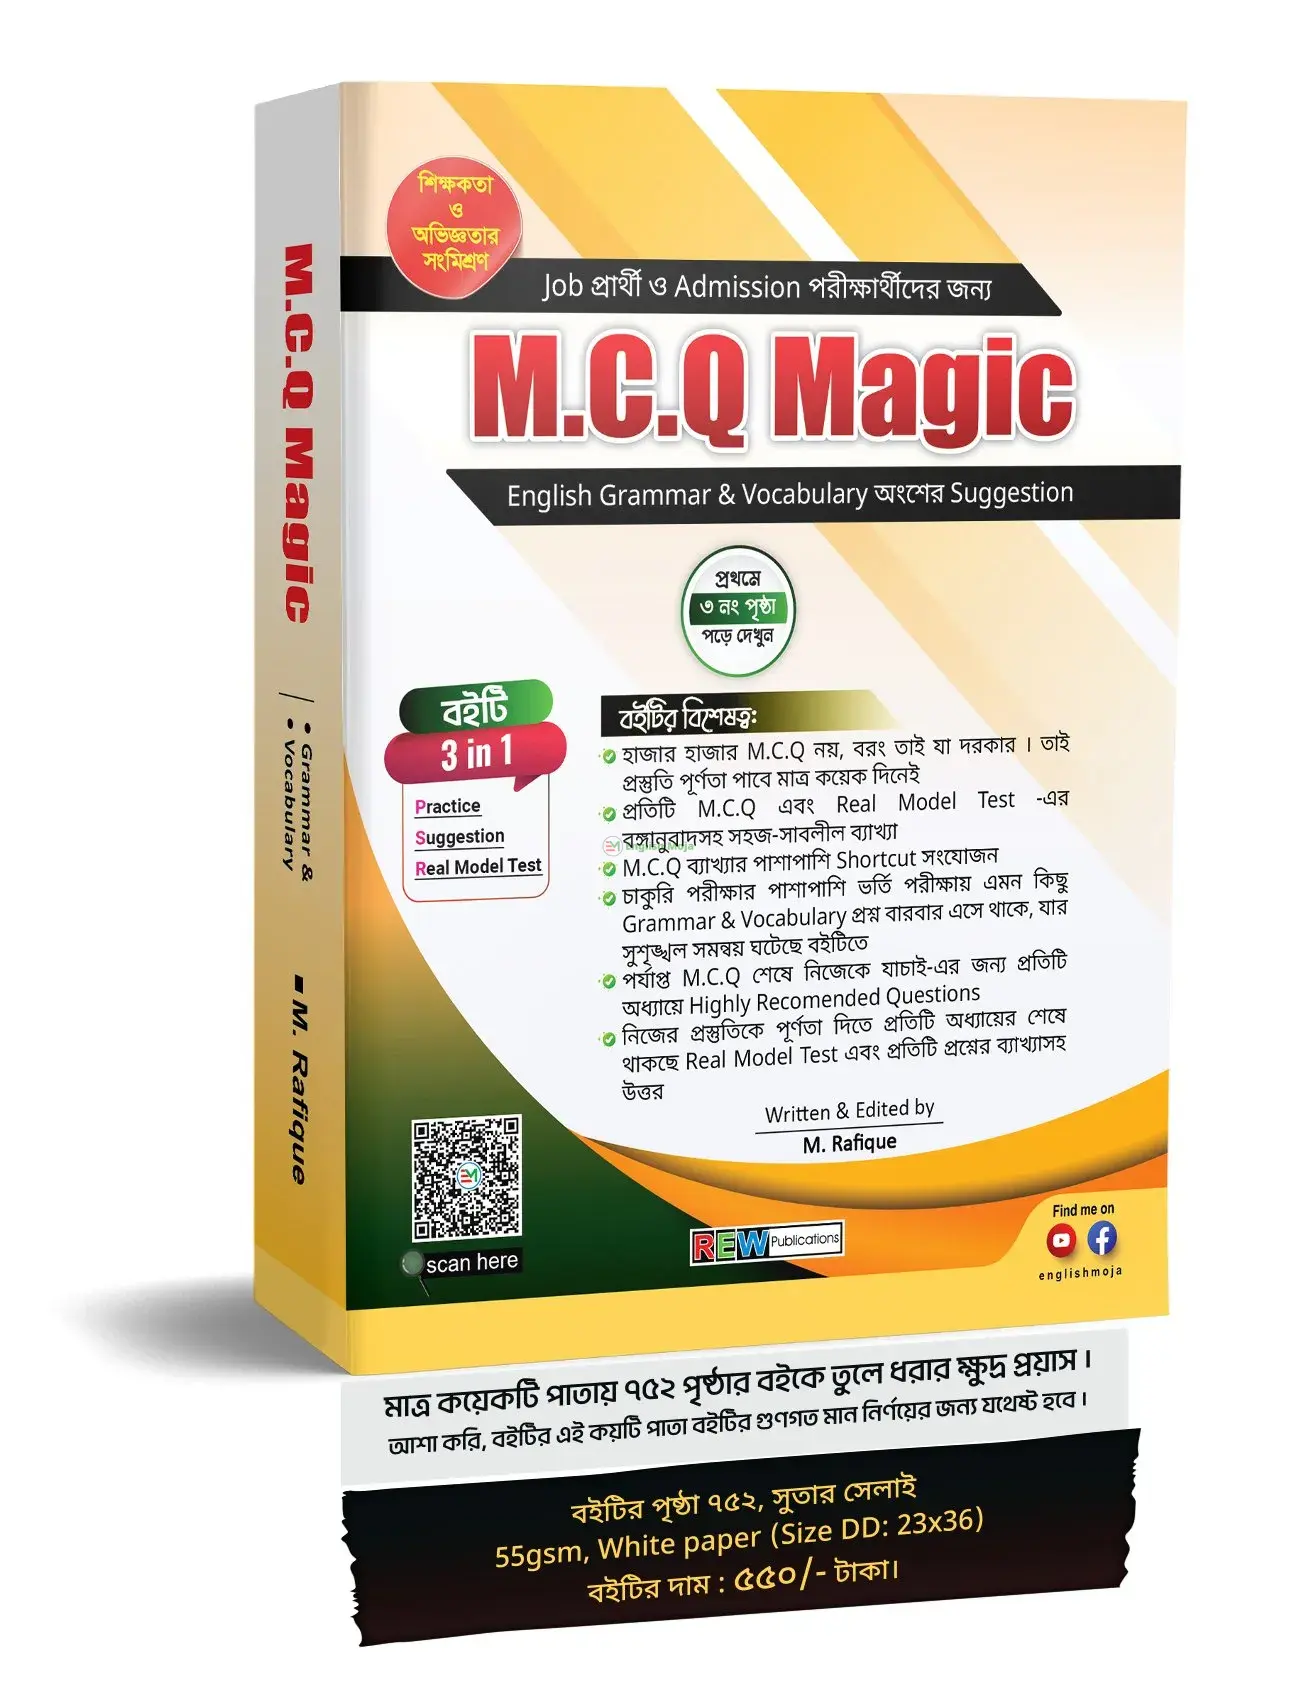 শিক্ষকতা
ও
অভিজ্ঞতার
সংমিশ্রণ
Job প্রার্থী ও Admission পরীক্ষার্থীদের জন্য
M.C.Q Magic
English Grammar & Vocabulary অংশের Suggestion
প্রথমে
৩ নং পৃষ্ঠা
পড়ে দেখুন
বইটি
3 in 1
Practice
Suggestion
Real Model Test
বইটির বিশেষত্ব:
হাজার হাজার M.C.Q নয়, বরং তাই যা দরকার । তাই
প্রস্তুতি পূর্ণতা পাবে মাত্র কয়েক দিনেই
প্রতিটি M.C.Q এবং Real Model Test -এর
বঙ্গানুবাদসহ সহজ-সাবলীল ব্যাখ্যা
English Moja
M.C.Q ব্যাখ্যার পাশাপাশি Shortcut সংযোজন
চাকুরি পরীক্ষার পাশাপাশি ভর্তি পরীক্ষায় এমন কিছু
Grammar & Vocabulary প্রশ্ন বারবার এসে থাকে, যার
সুশৃঙ্খল সমন্বয় ঘটেছে বইটিতে
পর্যাপ্ত M.C.Q শেষে নিজেকে যাচাই-এর জন্য প্রতিটি
অধ্যায়ে Highly Recomended Questions
নিজের প্রস্তুতিকে পূর্ণতা দিতে প্রতিটি অধ্যায়ের শেষে
থাকছে Real Model Test এবং প্রতিটি প্রশ্নের ব্যাখ্যাসহ
উত্তর
Written & Edited by
M. Rafique
EM
scan here
REW Publications
Find me on
englishmoja
M.C.Q Magic
• Grammar &
• Vocabulary
- M. Rafique
মাত্র কয়েকটি পাতায় ৭৫২ পৃষ্ঠার বইকে তুলে ধরার ক্ষুদ্র প্রয়াস ।
আশা করি, বইটির এই কয়টি পাতা বইটির গুণগত মান নির্ণয়ের জন্য যথেষ্ট হবে ।
বইটির পৃষ্ঠা ৭৫২, সুতার সেলাই
55gsm, White paper (Size DD: 23x36)
বইটির দাম : ৫৫০/- টাকা।